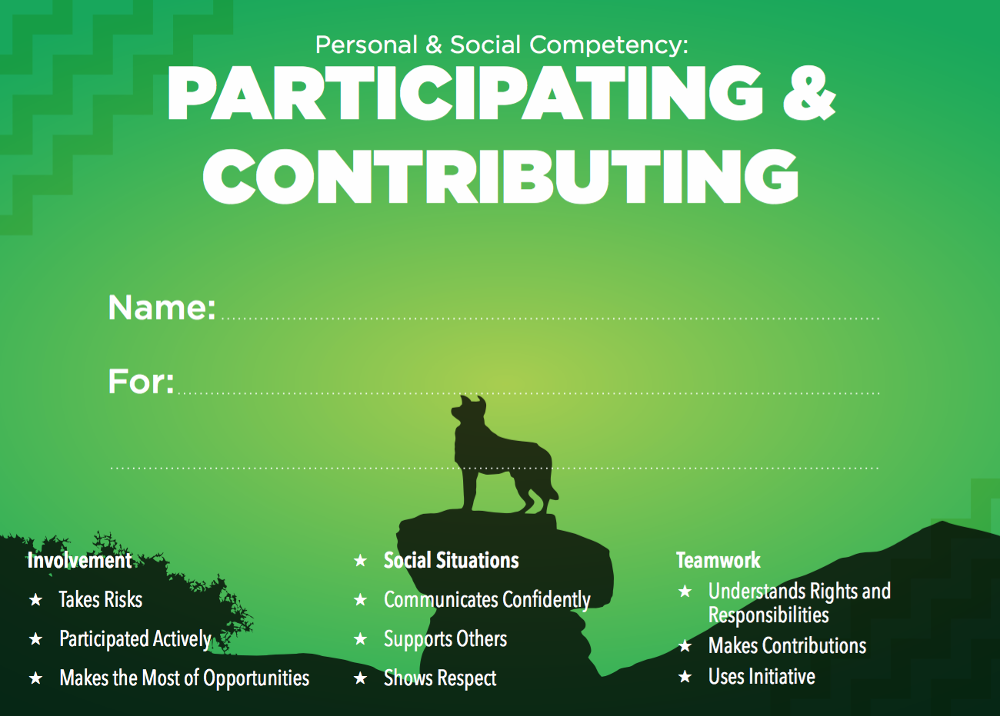 Personal & Social Competency:
PARTICIPATING &
CONTRIBUTING
Name:
For:
Involvement
★ Takes Risks
★ Participated Actively
★ Makes the Most of Opportunities
★ Social Situations
★ Communicates Confidently
★ Supports Others
★ Shows Respect
Teamwork
★ Understands Rights and
Responsibilities
★ Makes Contributions
★ Uses Initiative